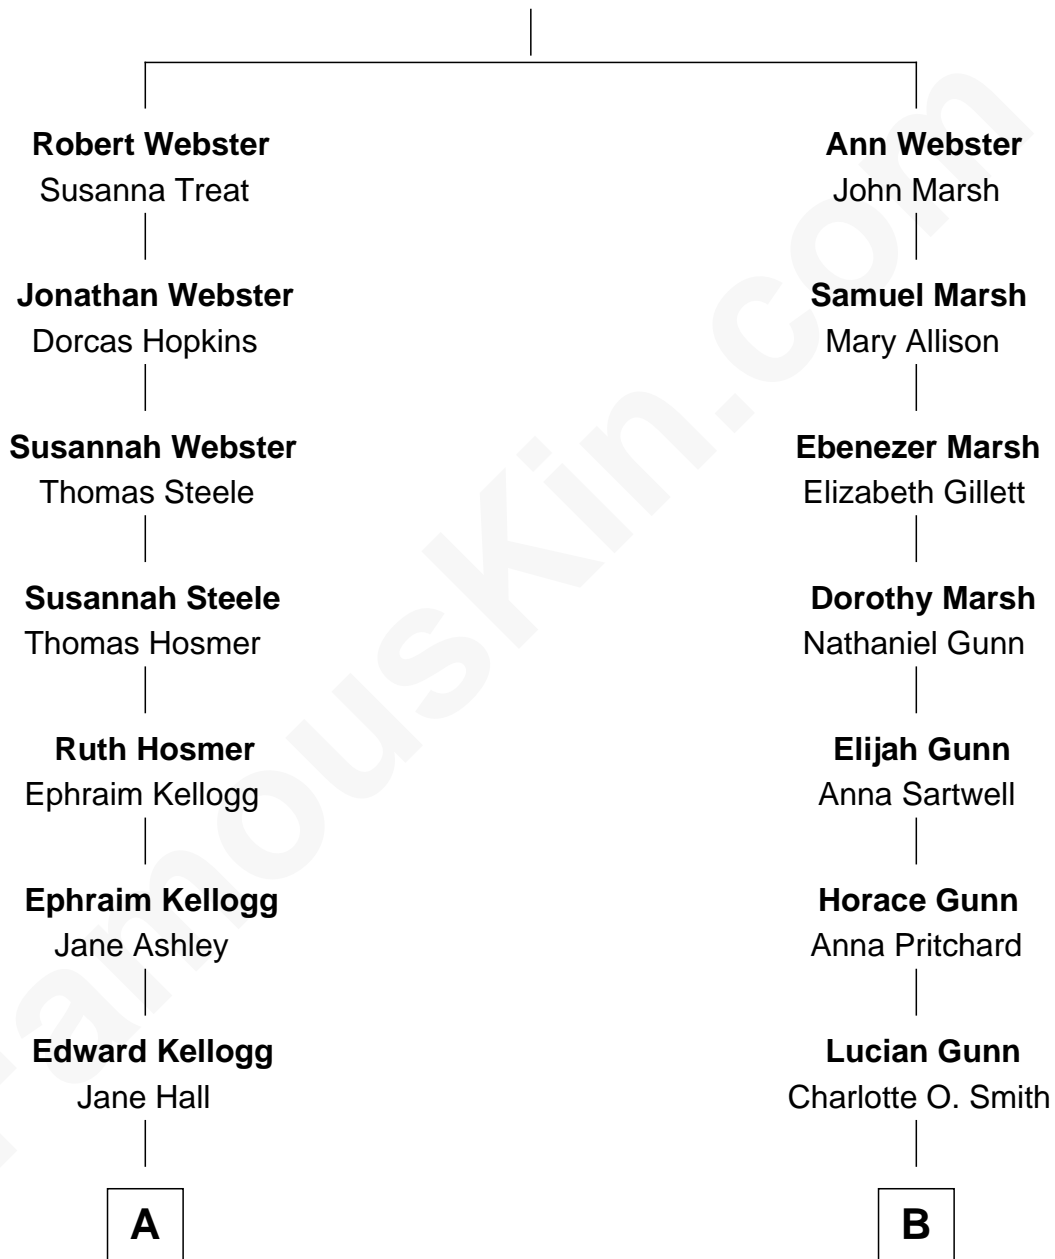 Robert Webster
Susanna Treat
Jonathan Webster
Dorcas Hopkins
Susannah Webster
Thomas Steele
Susannah Steele
Thomas Hosmer
Ruth Hosmer
Ephraim Kellogg
Ephraim Kellogg
Jane Ashley
Edward Kellogg
Jane Hall
A
Ann Webster
John Marsh
Samuel Marsh
Mary Allison
Ebenezer Marsh
Elizabeth Gillett
Dorothy Marsh
Nathaniel Gunn
Elijah Gunn
Anna Sartwell
Horace Gunn
Anna Pritchard
Lucian Gunn
Charlotte O. Smith
B
FamousKin.com